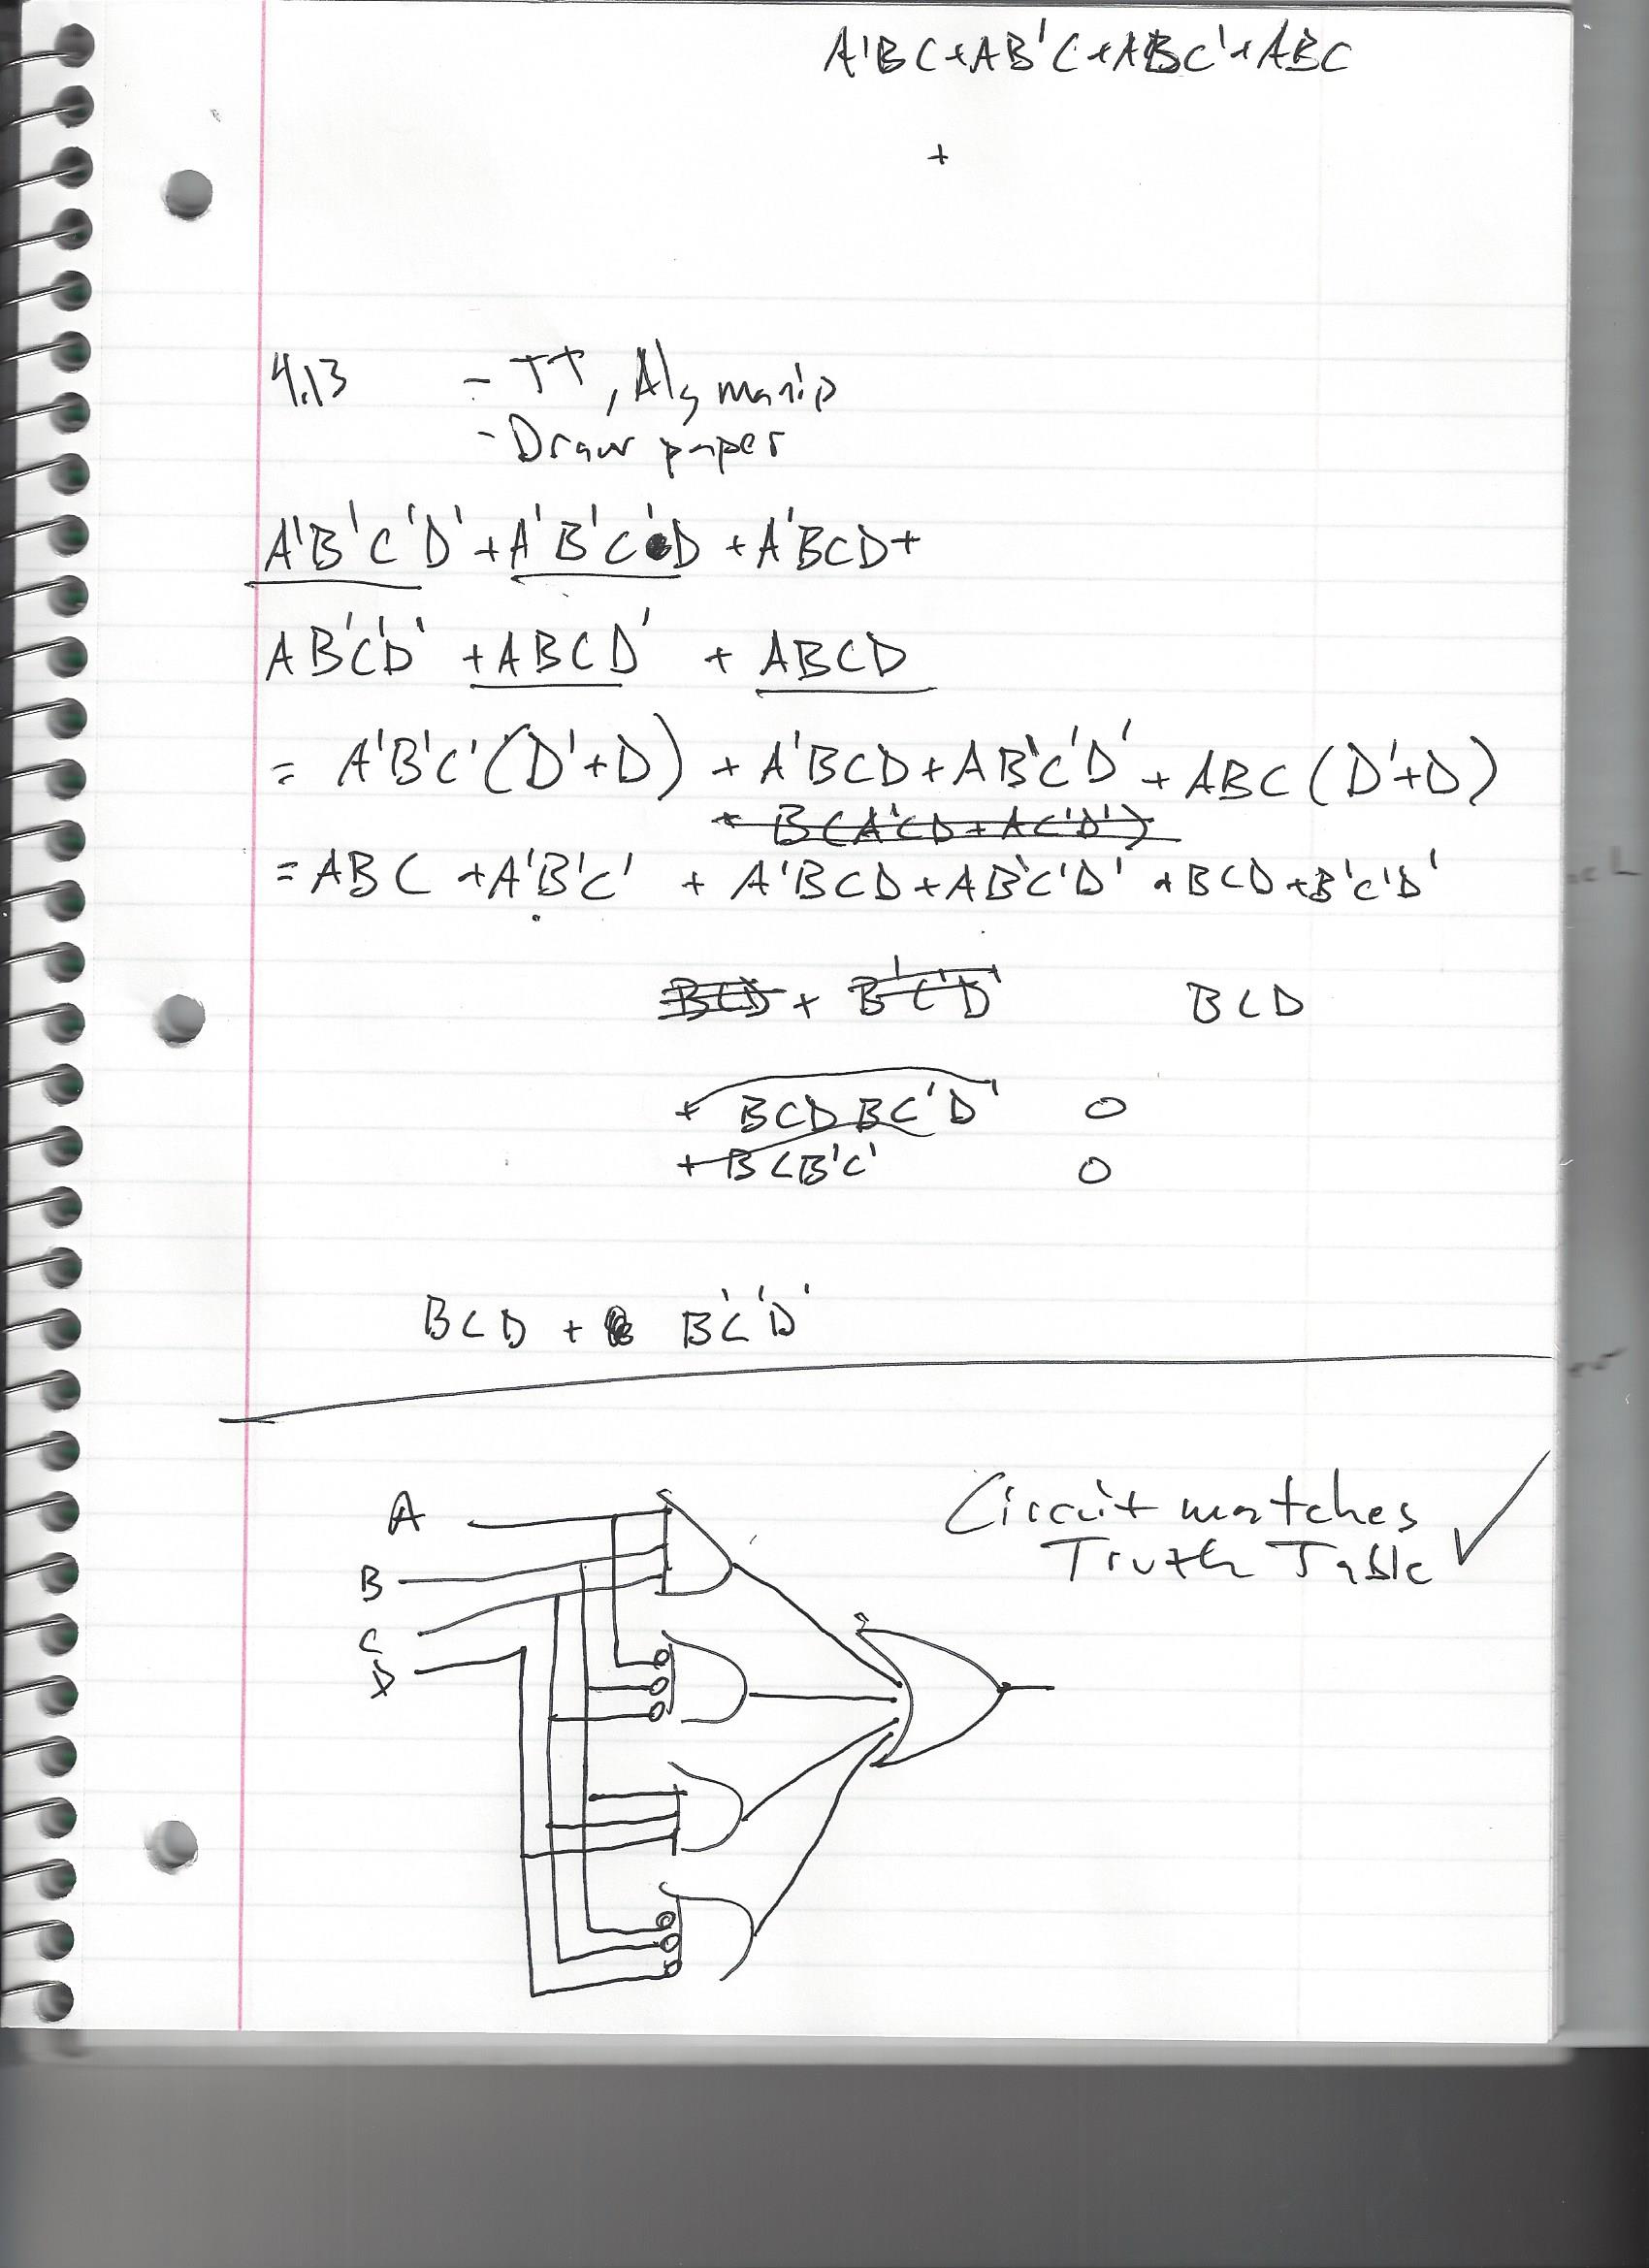 A'BC+AB'C+ABC'+ABC
+
4.13 - TT, Alg manip
- Draw paper
A'B'C'D' + A'B'C'D + A'BCD+
AB'C'D' + ABCD' + ABCD
= A'B'C'(D'+D) + A'BCD + AB'C'D' + ABC(D'+D)
+ B(A'CD + AC'D')
= ABC + A'B'C' + A'BCD + AB'C'D' + BCD + B'C'D'
BCD + B'C'D' BCD
+ BCD BC'D' 0
+ BCB'C' 0
BCD + B'C'D'
A
B
C
D
Circuit matches
Truth Table ✓